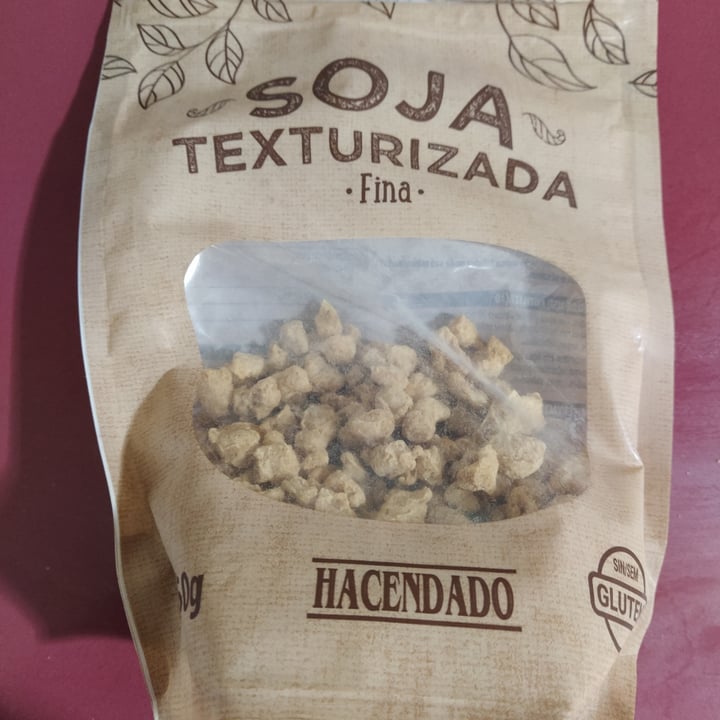 SOJA
TEXTURIZADA
·Fina·
HACENDADO
SIN/SEM
GLUTEN